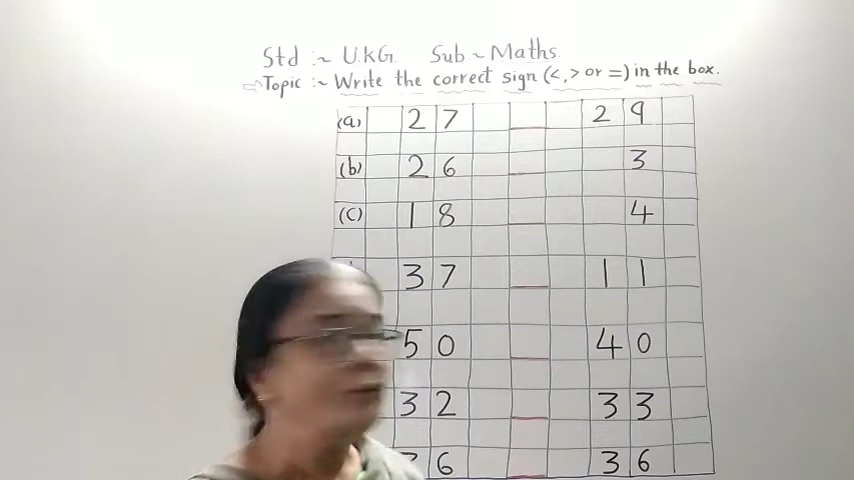 Std :~ U.K.G. Sub ~ Maths.
⇨Topic :~ Write the correct sign (<, > or =) in the box.
(a) 27 _ 29
(b) 26 _ 3
(c) 18 _ 4
37 _ 11
50 _ 40
32 _ 33
6 _ 36